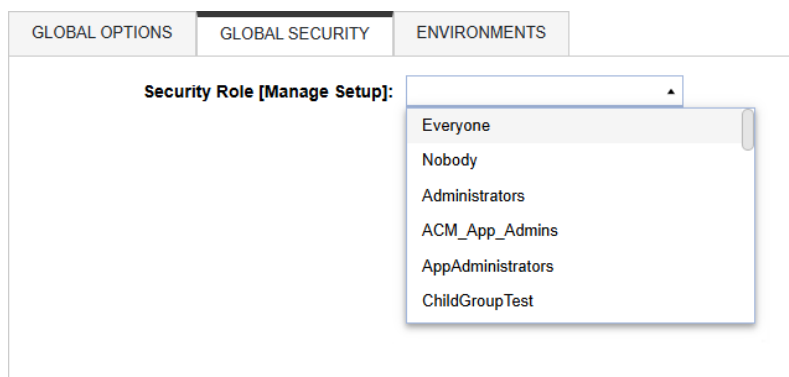 GLOBAL OPTIONS GLOBAL SECURITY ENVIRONMENTS
Security Role [Manage Setup]:
Everyone
Nobody
Administrators
ACM_App_Admins
AppAdministrators
ChildGroupTest